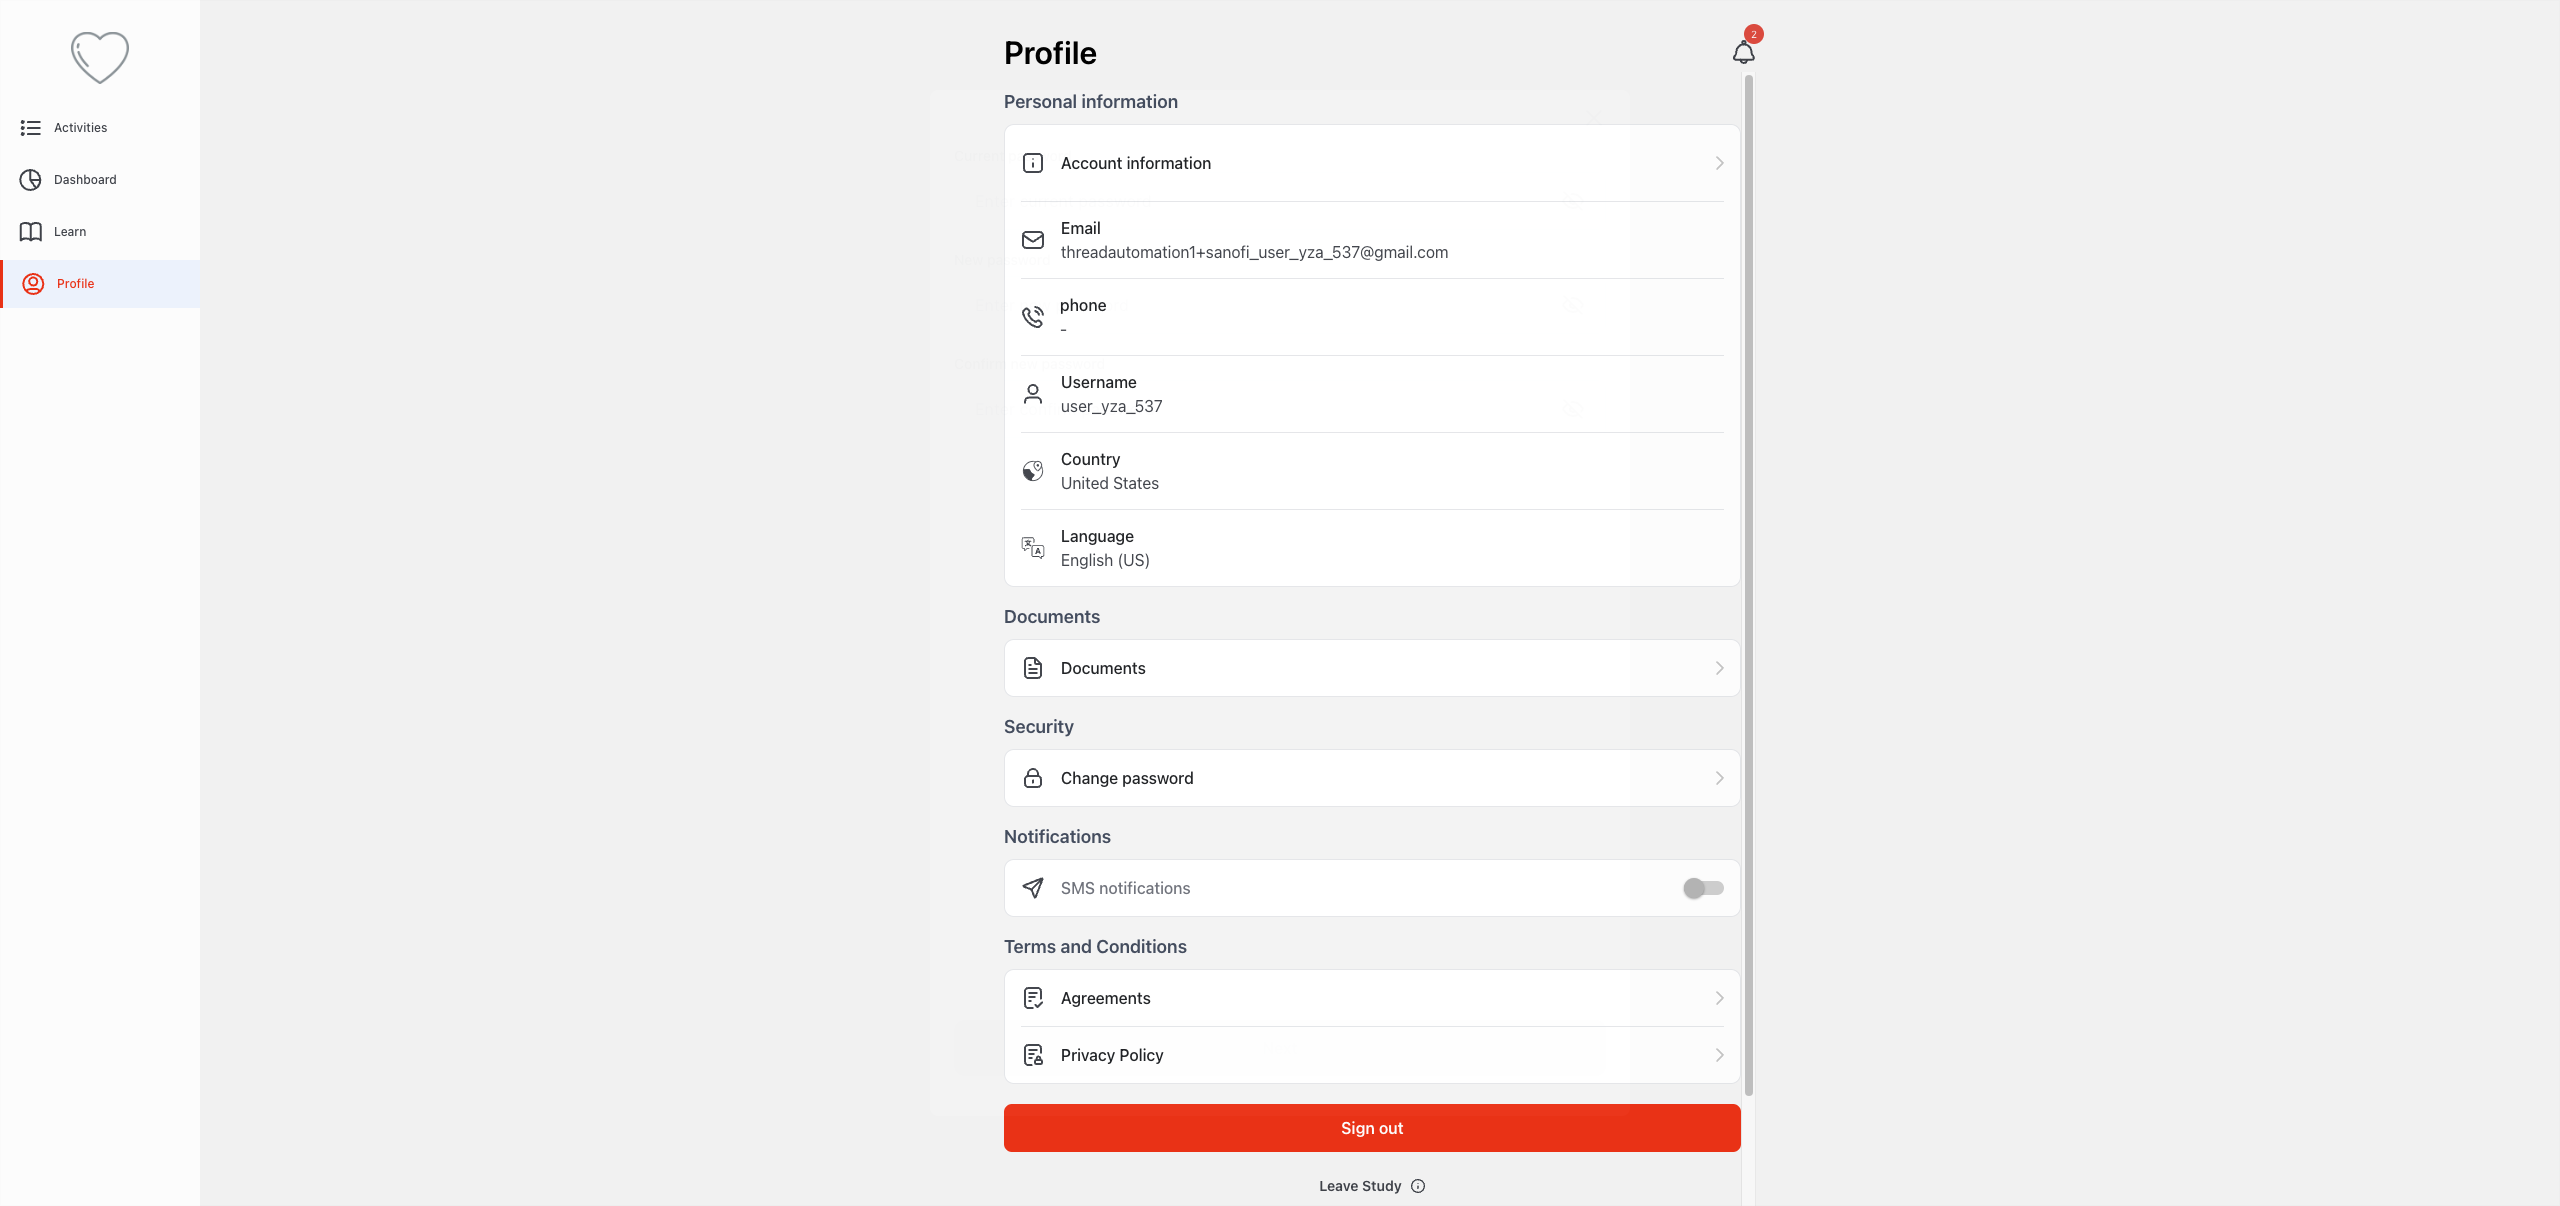 Activities
Dashboard
Learn
Profile
Profile
2
Personal information
Account information
Email
threadautomation1+sanofi_user_yza_537@gmail.com
phone
-
Username
user_yza_537
Country
United States
Language
English (US)
Documents
Documents
Security
Change password
Notifications
SMS notifications
Terms and Conditions
Agreements
Privacy Policy
Sign out
Leave Study